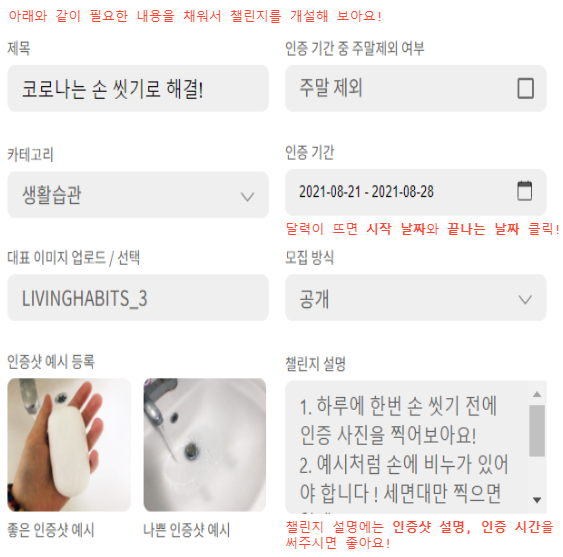 아래와 같이 필요한 내용을 채워서 챌린지를 개설해 보아요!
제목
코로나는 손 씻기로 해결!
인증 기간 중 주말제외 여부
주말 제외
카테고리
생활습관
인증 기간
2021-08-21 - 2021-08-28
달력이 뜨면 시작 날짜와 끝나는 날짜 클릭!
대표 이미지 업로드 / 선택
LIVINGHABITS_3
모집 방식
공개
인증샷 예시 등록
좋은 인증샷 예시
나쁜 인증샷 예시
챌린지 설명
1. 하루에 한번 손 씻기 전에
인증 사진을 찍어보아요!
2. 예시처럼 손에 비누가 있어
야 합니다 ! 세면대만 찍으면
챌린지 설명에는 인증샷 설명, 인증 시간을
써주시면 좋아요!